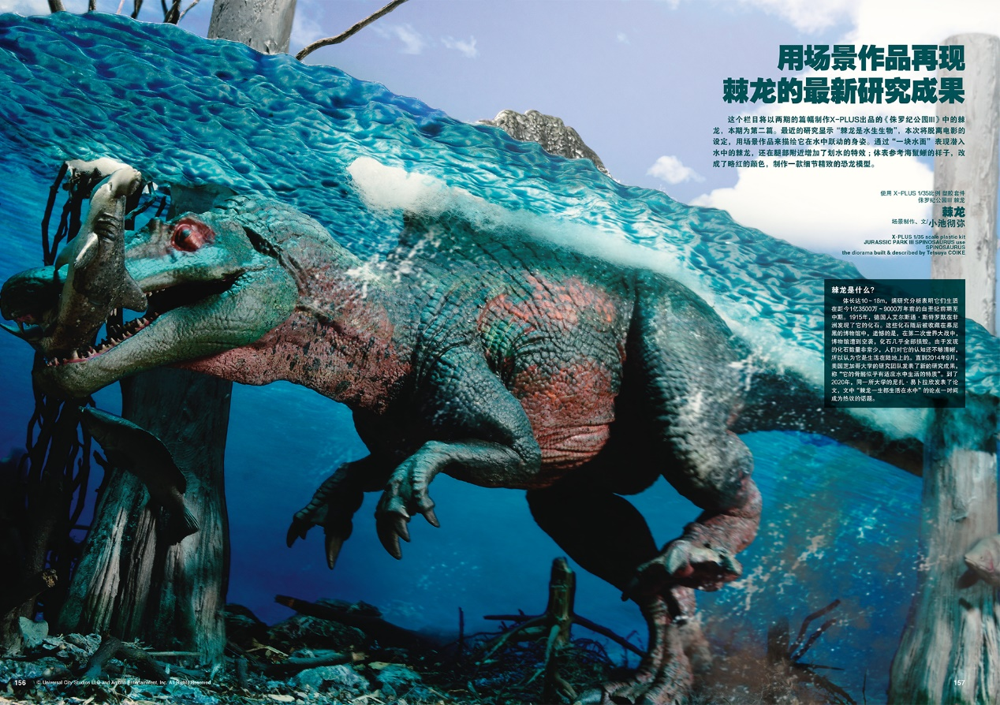 用场景作品再现
棘龙的最新研究成果
这个栏目将以两期的篇幅制作X-PLUS出品的《侏罗纪公园III》中的棘
龙，本期为第二篇。最近的研究显示“棘龙是水生生物”，本次将脱离电影的
设定，用场景作品来描绘它在水中跃动的身姿。通过“一块水面”表现潜入
水中的棘龙，还在腿部附近增加了划水的特效；体表参考海鬣蜥的样子，改
成了略红的颜色，制作一款细节精致的恐龙模型。
使用 X-PLUS 1/35比例 塑胶套件
侏罗纪公园III 棘龙
棘龙
场景制作、文/小池彻弥
X-PLUS 1/35 scale plastic kit
JURASSIC PARK III SPINOSAURUS use
SPINOSAURUS
the diorama built & described by Tetsuya COIKE
棘龙是什么？
体长达10~18m，据研究分析表明它们生活
在距今1亿3500万~9000万年前的白垩纪前期至
中期。1915年，德国人艾尔斯通·斯特罗默在非
洲发现了它的化石。这些化石随后被收藏在慕尼
黑的博物馆中，遗憾的是，在第二次世界大战中，
博物馆遭到空袭，化石几乎全部损毁。由于发现
的化石数量非常少，人们对它的认知还不够清晰，
所以认为它是生活在陆地上的。直到2014年9月，
美国芝加哥大学的研究团队发表了新的研究成果，
称“它的骨骼似乎有适应水中生活的特质”。到了
2020年，同一所大学的尼扎·易卜拉欣发表了论
文，文中“棘龙一生都生活在水中”的论点一时间
成为热议的话题。
156
© Universal City Studios LLC and Amblin Entertainment, Inc. All Rights Reserved
157